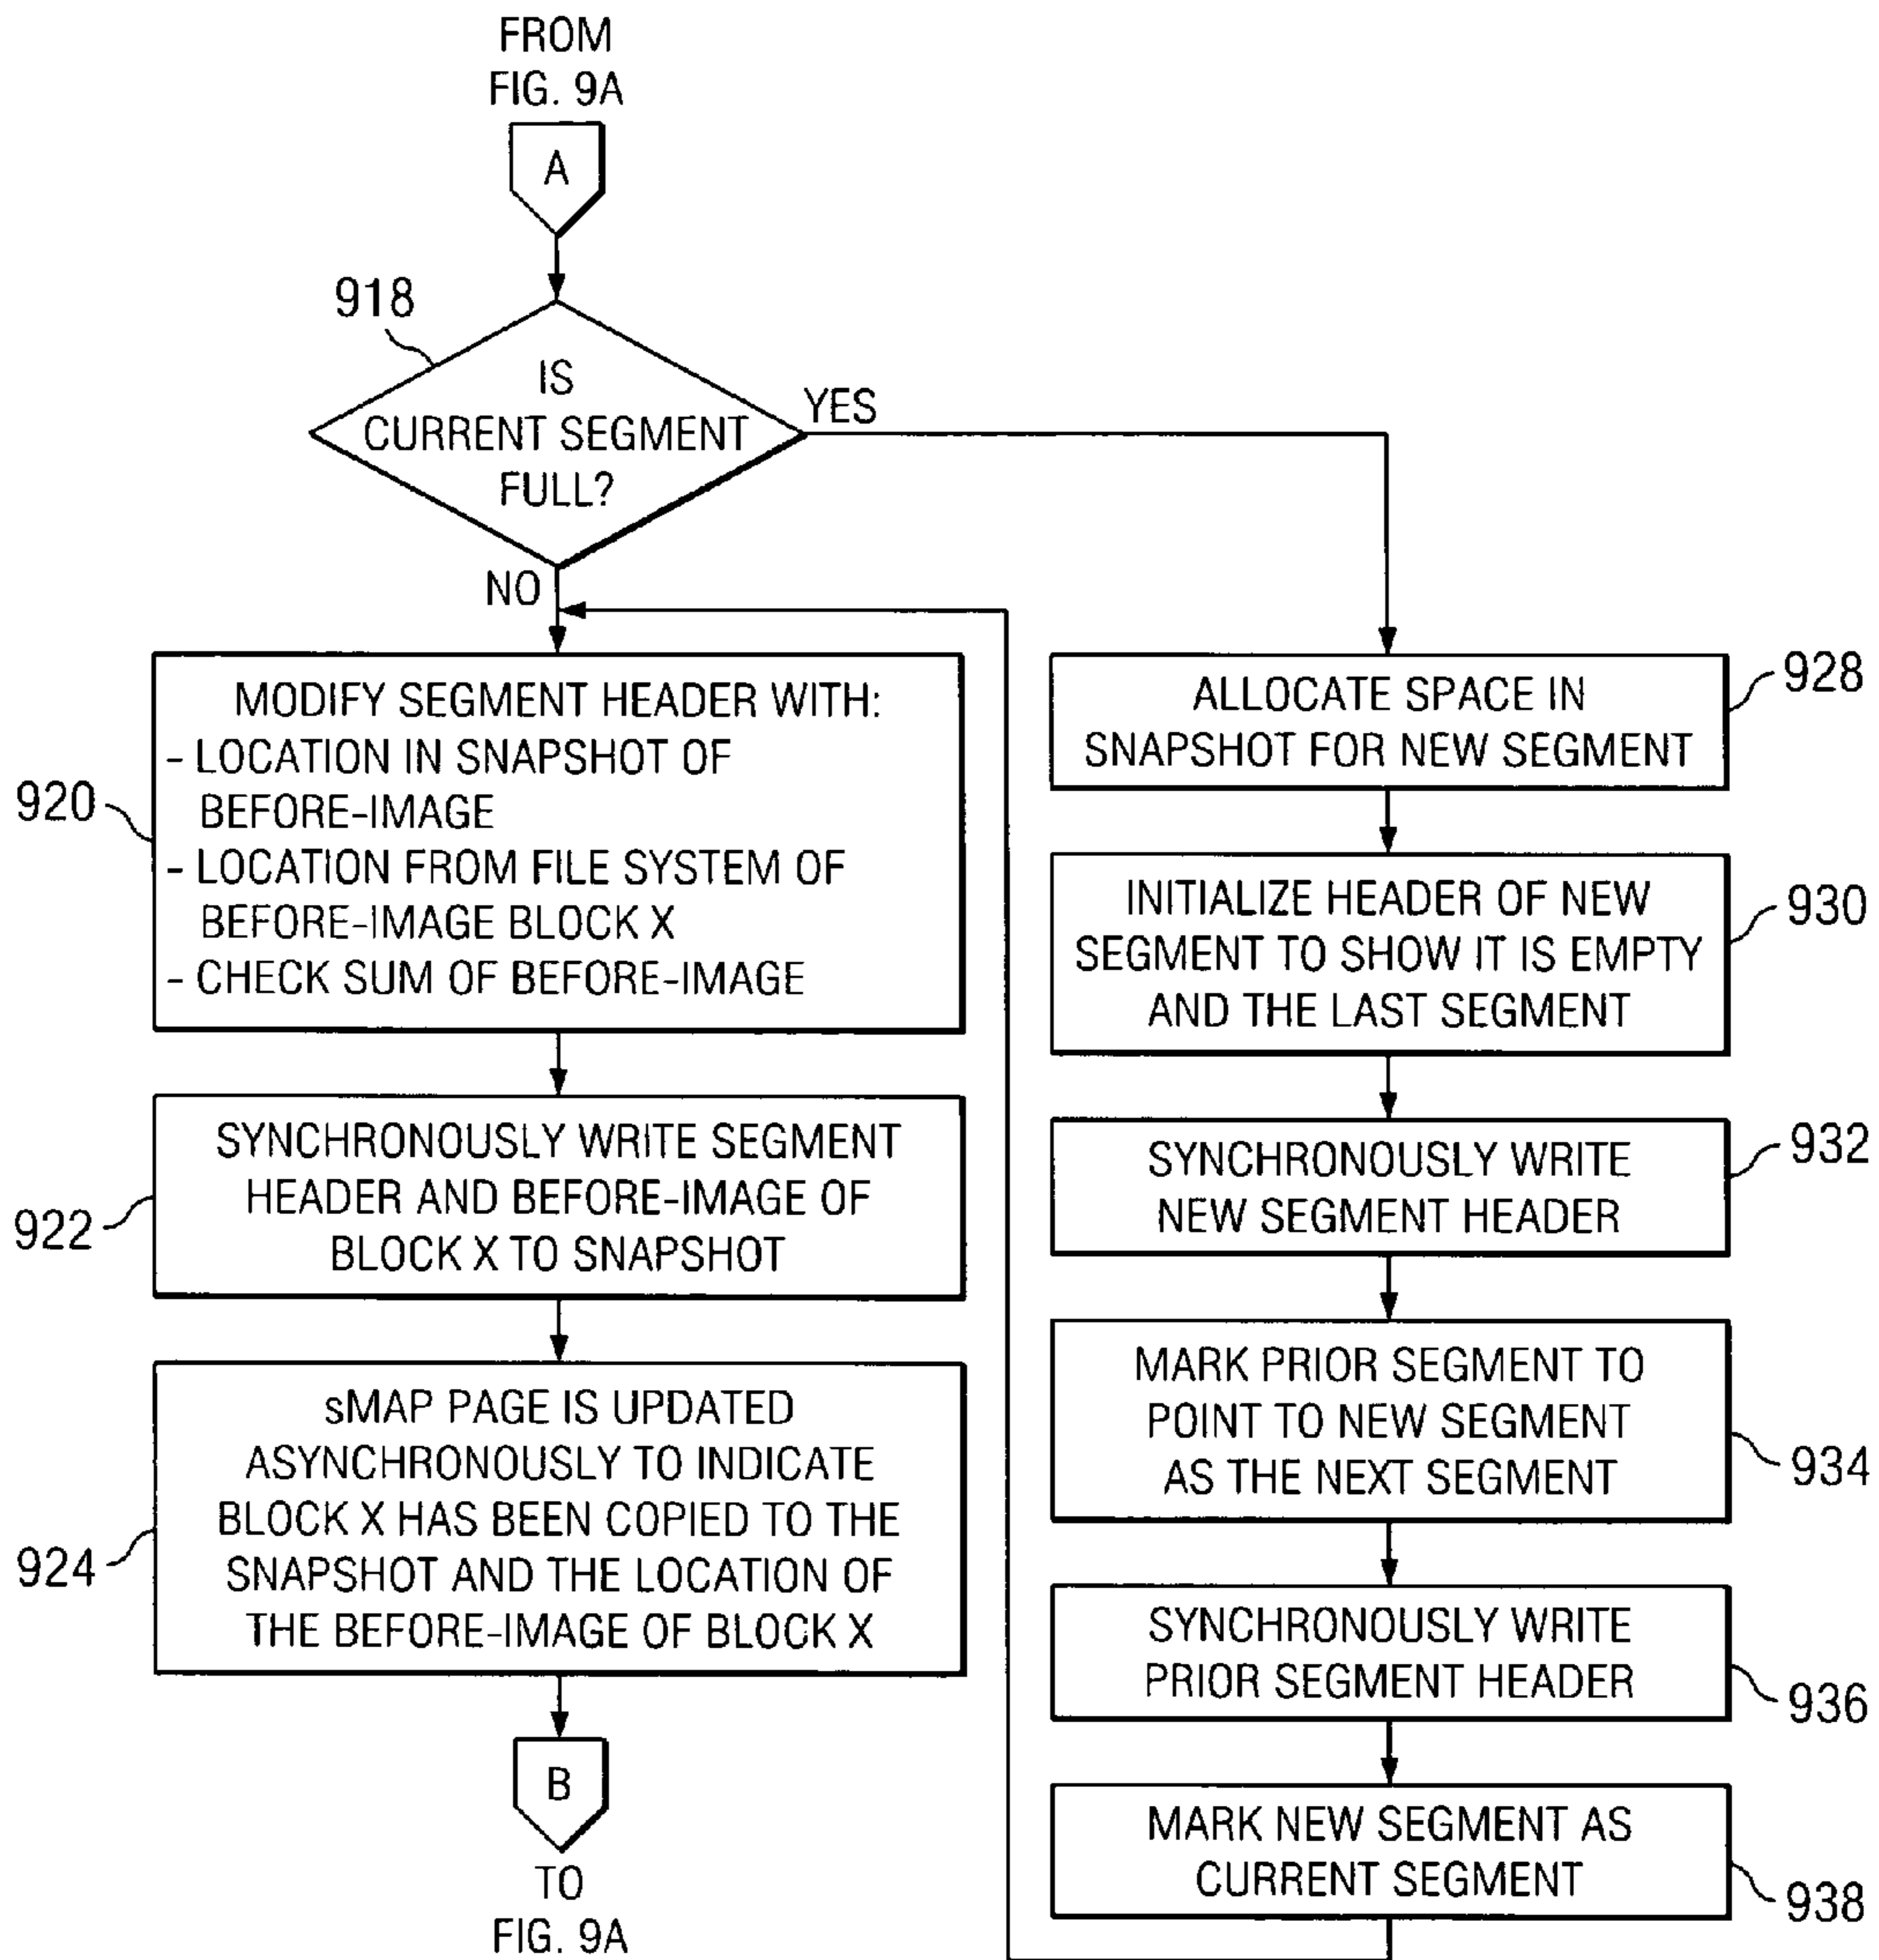 FROM
FIG. 9A
A
918
IS
CURRENT SEGMENT
FULL?
YES
NO
920
MODIFY SEGMENT HEADER WITH:
- LOCATION IN SNAPSHOT OF
BEFORE-IMAGE
- LOCATION FROM FILE SYSTEM OF
BEFORE-IMAGE BLOCK X
- CHECK SUM OF BEFORE-IMAGE
922
SYNCHRONOUSLY WRITE SEGMENT
HEADER AND BEFORE-IMAGE OF
BLOCK X TO SNAPSHOT
924
sMAP PAGE IS UPDATED
ASYNCHRONOUSLY TO INDICATE
BLOCK X HAS BEEN COPIED TO THE
SNAPSHOT AND THE LOCATION OF
THE BEFORE-IMAGE OF BLOCK X
B
TO
FIG. 9A
ALLOCATE SPACE IN
SNAPSHOT FOR NEW SEGMENT
928
INITIALIZE HEADER OF NEW
SEGMENT TO SHOW IT IS EMPTY
AND THE LAST SEGMENT
930
SYNCHRONOUSLY WRITE
NEW SEGMENT HEADER
932
MARK PRIOR SEGMENT TO
POINT TO NEW SEGMENT
AS THE NEXT SEGMENT
934
SYNCHRONOUSLY WRITE
PRIOR SEGMENT HEADER
936
MARK NEW SEGMENT AS
CURRENT SEGMENT
938